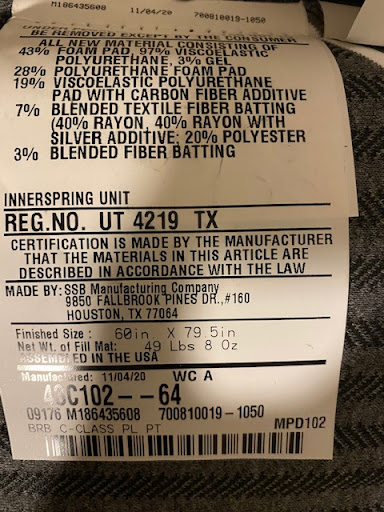 M186435608 11/04/20 700810019-1050
BE REMOVED EXCEPT BY THE CONSUMER
ALL NEW MATERIAL CONSISTING OF
43% FOAM PAD, 97% VISCOELASTIC
POLYURETHANE, 3% GEL
28% POLYURETHANE FOAM PAD
19% VISCOELASTIC POLYURETHANE
PAD WITH CARBON FIBER ADDITIVE
7% BLENDED TEXTILE FIBER BATTING
(40% RAYON, 40% RAYON WITH
SILVER ADDITIVE; 20% POLYESTER
3% BLENDED FIBER BATTING
INNERSPRING UNIT
REG.NO. UT 4219 TX
CERTIFICATION IS MADE BY THE MANUFACTURER
THAT THE MATERIALS IN THIS ARTICLE ARE
DESCRIBED IN ACCORDANCE WITH THE LAW
MADE BY: SSB Manufacturing Company
9850 FALLBROOK PINES DR.,#160
HOUSTON, TX 77064
Finished Size : 60in X 79.5in
Net Wt. of Fill Mat: 49 Lbs 8 Oz
ASSEMBLED IN THE USA
Manufactured: 11/04/20 WC A
C102--64
09176 M186435608 700810019-1050
BRB C-CLASS PL PT MPD102